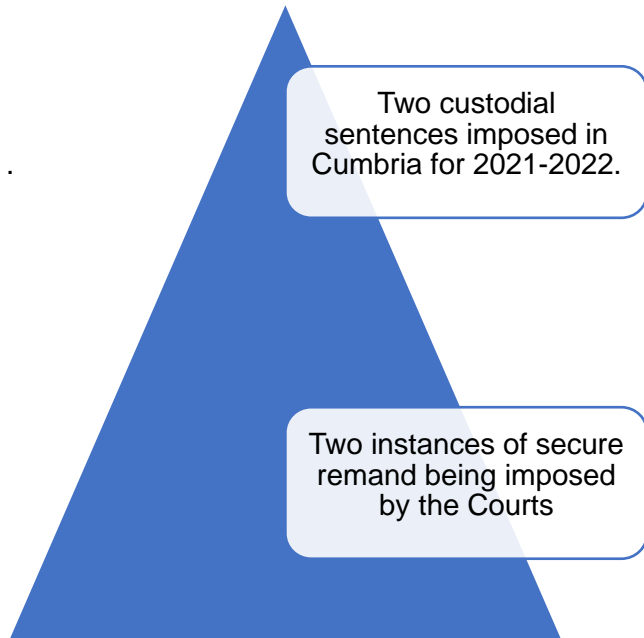 Two custodial
sentences imposed in
Cumbria for 2021-2022.
.
Two instances of secure
remand being imposed
by the Courts